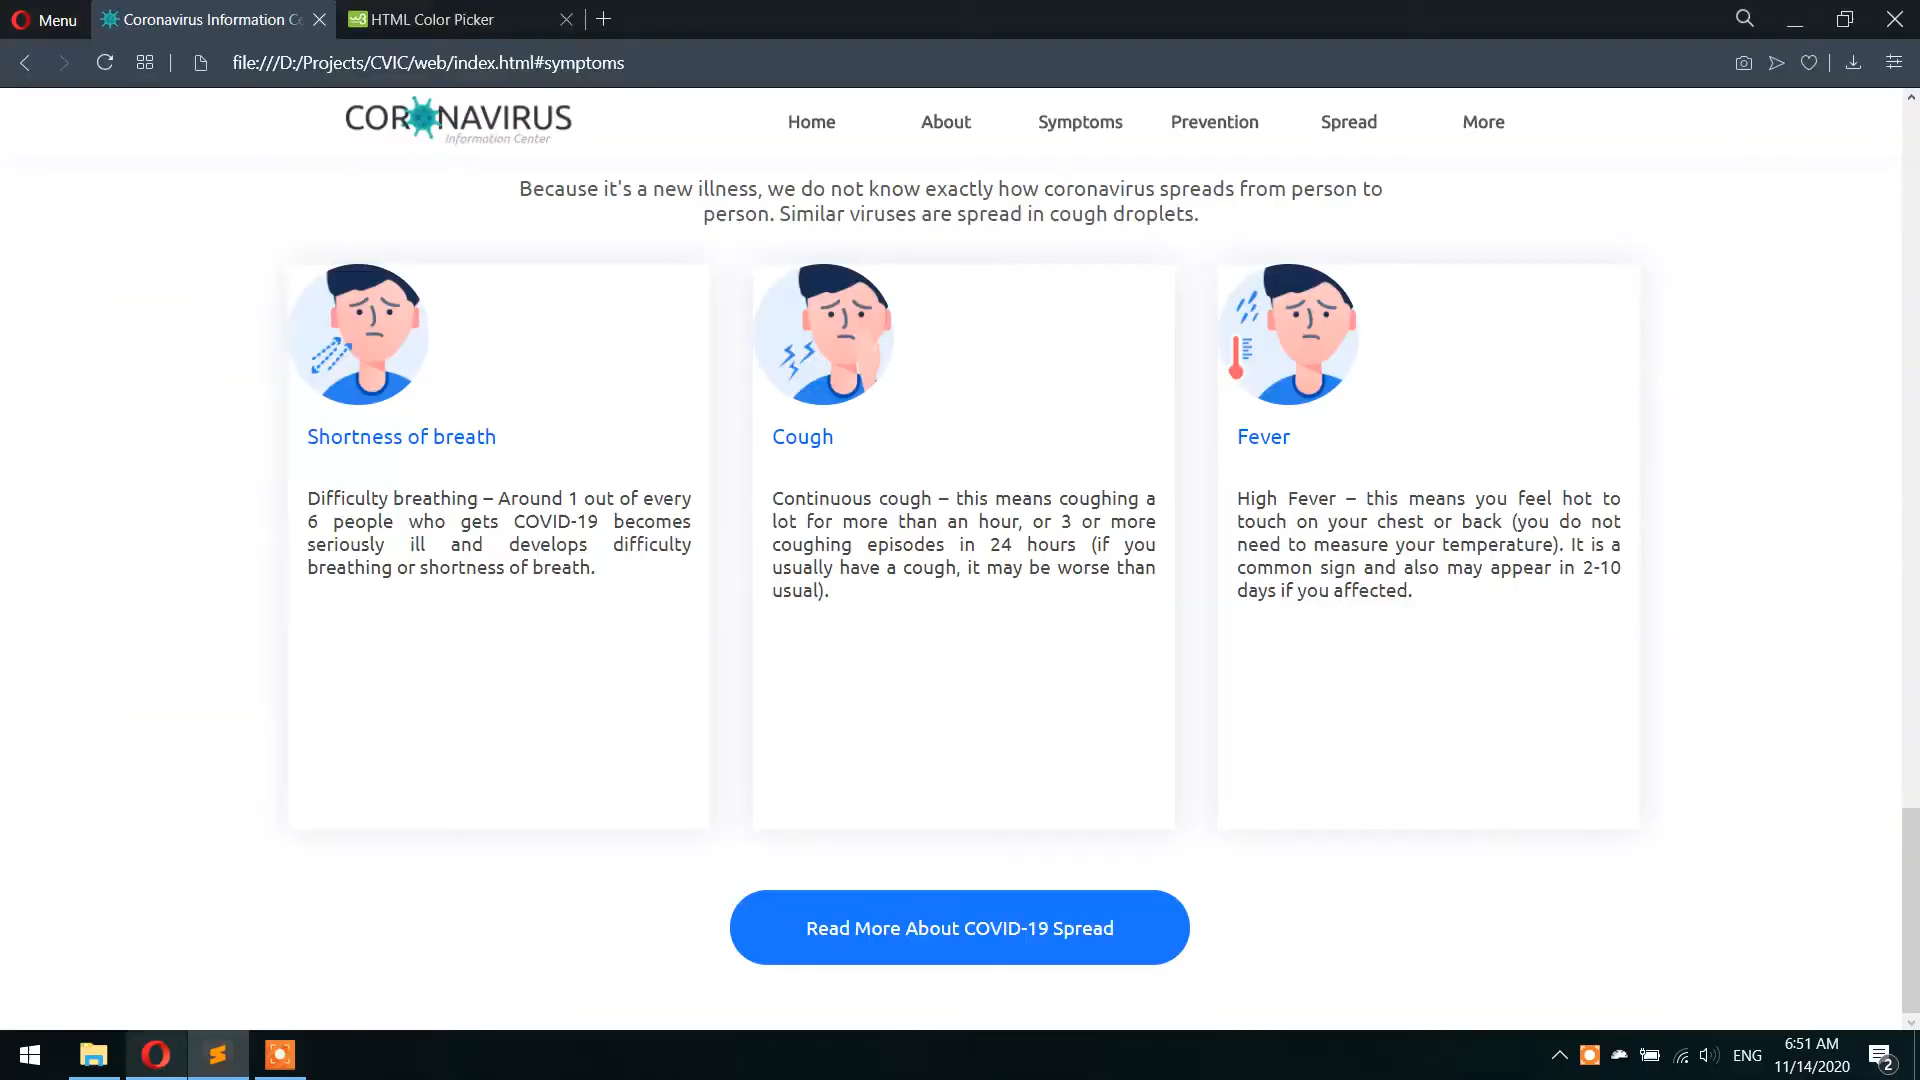 Menu
Coronavirus Information Ce
HTML Color Picker
file:///D:/Projects/CVIC/web/index.html#symptoms
CORONAVIRUS
Information Center
Home
About
Symptoms
Prevention
Spread
More
Because it's a new illness, we do not know exactly how coronavirus spreads from person to
person. Similar viruses are spread in cough droplets.
Shortness of breath
Difficulty breathing – Around 1 out of every
6 people who gets COVID-19 becomes
seriously ill and develops difficulty
breathing or shortness of breath.
Cough
Continuous cough – this means coughing a
lot for more than an hour, or 3 or more
coughing episodes in 24 hours (if you
usually have a cough, it may be worse than
usual).
Fever
High Fever – this means you feel hot to
touch on your chest or back (you do not
need to measure your temperature). It is a
common sign and also may appear in 2-10
days if you affected.
Read More About COVID-19 Spread
ENG
6:51 AM
11/14/2020
2